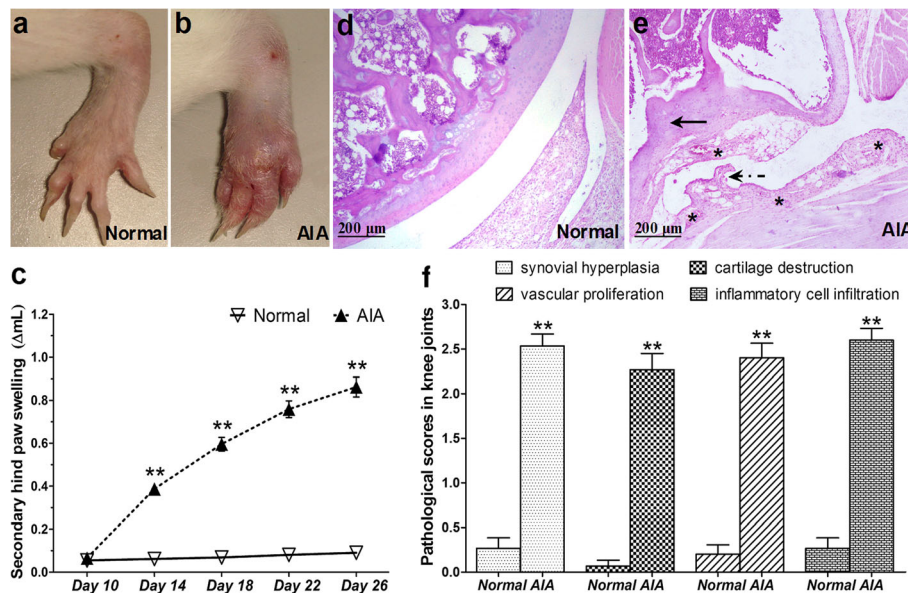 a
Normal
b
AIA
d
200 μm
Normal
e
*
*
*
*
200 μm
AIA
c
Normal
AIA
Secondary hind paw swelling (ΔmL)
1.2
1.0
0.8
0.6
0.4
0.2
0.0
**
**
**
**
Day 10 Day 14 Day 18 Day 22 Day 26
f
synovial hyperplasia
cartilage destruction
vascular proliferation
inflammatory cell infiltration
Pathological scores in knee joints
3.0
2.5
2.0
1.5
1.0
0.5
0.0
**
**
**
**
Normal AIA Normal AIA Normal AIA Normal AIA